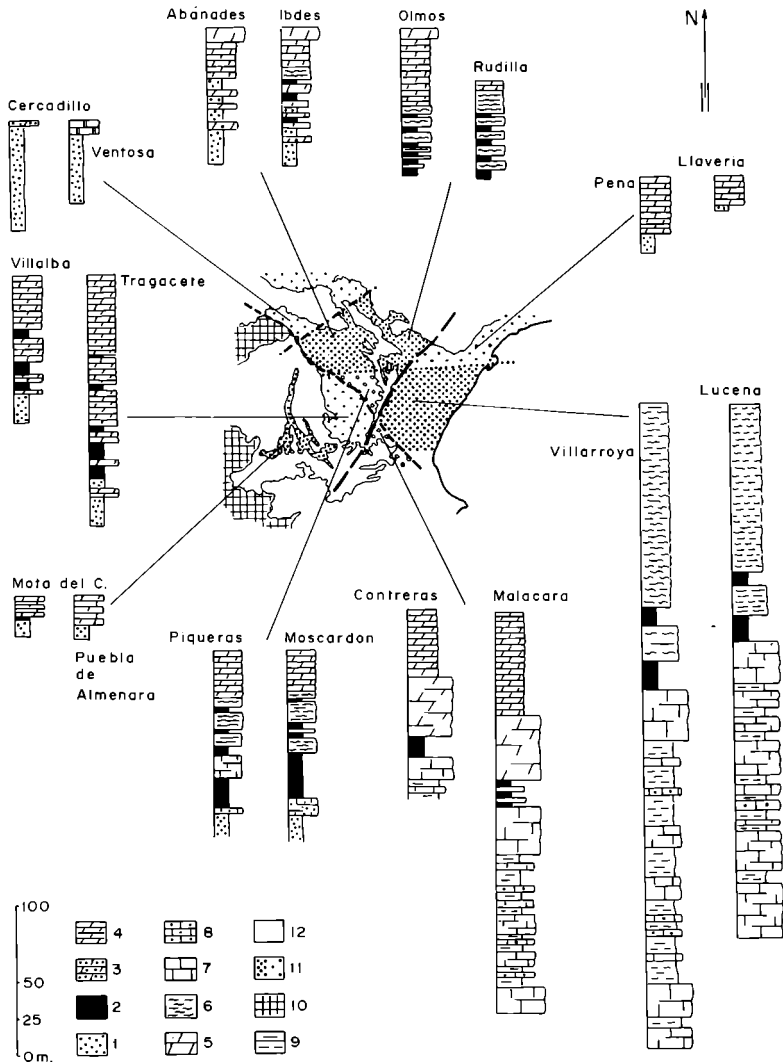 Abánades Ibdes Olmos N
Rudilla
Cercadillo
Ventosa
Pena Llaveria
Villalba Tragacete
Lucena
Villarroya
Mota del C.
Puebla
de
Almenara
Piqueras Moscardon
Contreras Malacara
100
50
25
0 m.
4 8 12
3 7 11
2 6 10
1 5 9